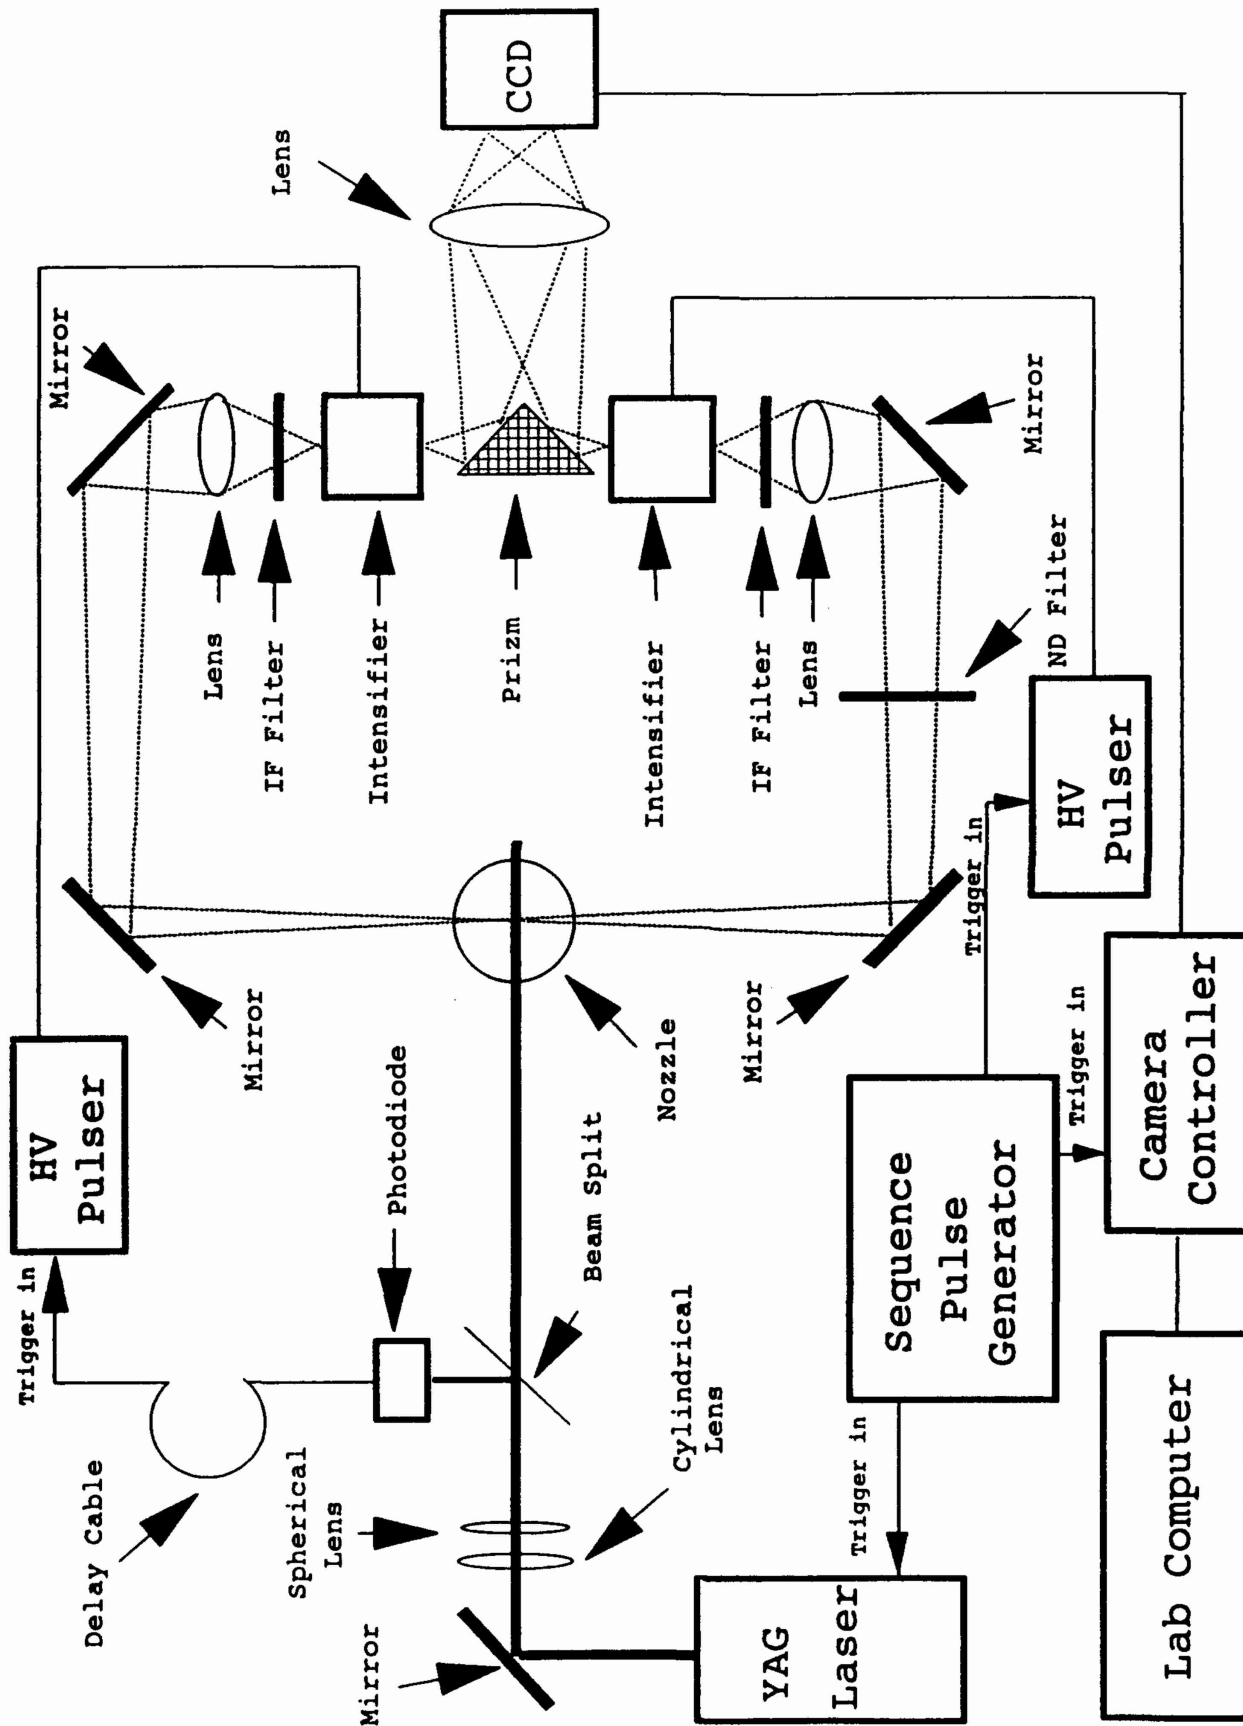 CCD
Lens
Mirror
Lens
IF Filter
Intensifier
Prizm
Intensifier
IF Filter
Lens
Mirror
ND Filter
HV
Pulser
Trigger in
Mirror
Nozzle
Mirror
HV
Pulser
Trigger in
Photodiode
Beam Split
Delay Cable
Spherical
Lens
Cylindrical
Lens
Mirror
YAG
Laser
Trigger in
Sequence
Pulse
Generator
Trigger in
Camera
Controller
Lab Computer